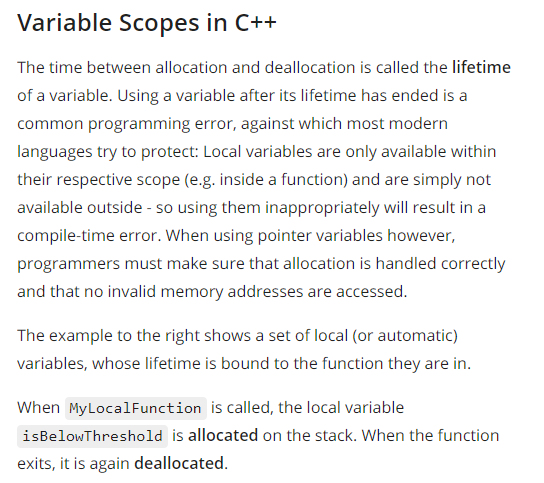 Variable Scopes in C++
The time between allocation and deallocation is called the lifetime
of a variable. Using a variable after its lifetime has ended is a
common programming error, against which most modern
languages try to protect: Local variables are only available within
their respective scope (e.g. inside a function) and are simply not
available outside - so using them inappropriately will result in a
compile-time error. When using pointer variables however,
programmers must make sure that allocation is handled correctly
and that no invalid memory addresses are accessed.
The example to the right shows a set of local (or automatic)
variables, whose lifetime is bound to the function they are in.
When MyLocalFunction is called, the local variable
isBelowThreshold is allocated on the stack. When the function
exits, it is again deallocated.